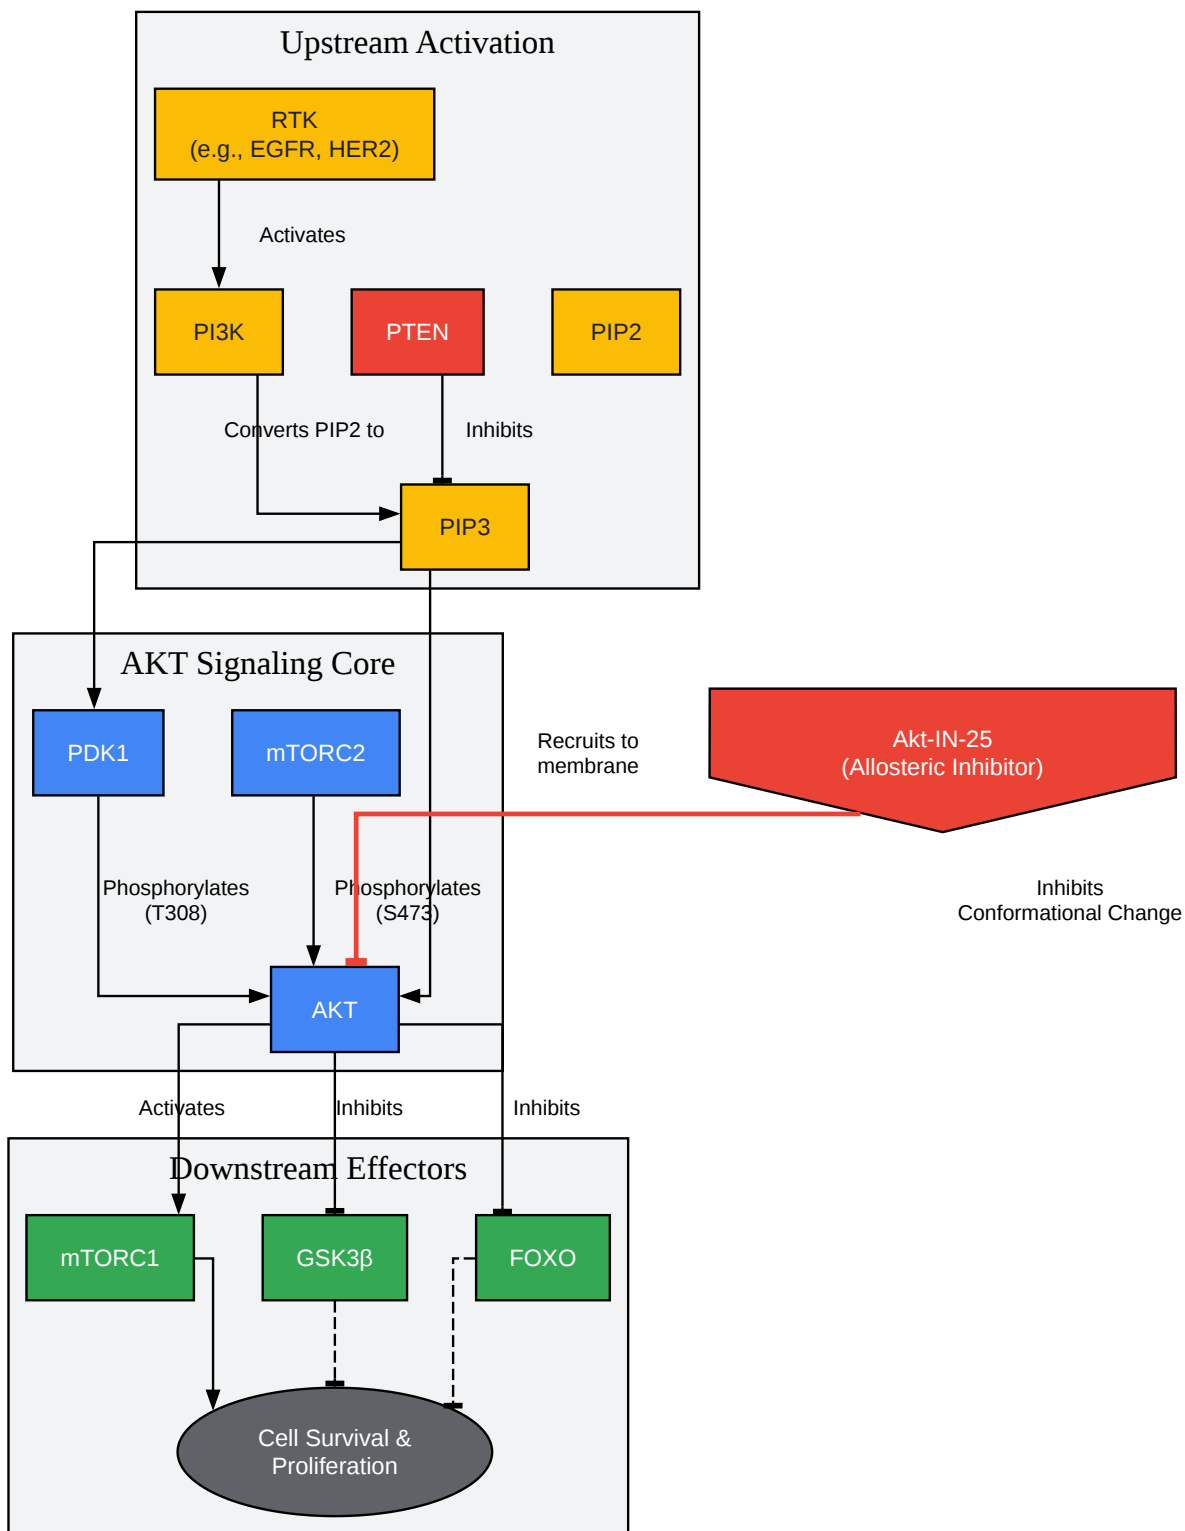 Upstream Activation
RTK
(e.g., EGFR, HER2)
Activates
PI3K
PTEN
PIP2
Converts PIP2 to
Inhibits
PIP3
AKT Signaling Core
PDK1
mTORC2
Recruits to
membrane
Akt-IN-25
(Allosteric Inhibitor)
Phosphorylates
(T308)
Phosphorylates
(S473)
Inhibits
Conformational Change
AKT
Activates
Inhibits
Inhibits
Downstream Effectors
mTORC1
GSK3β
FOXO
Cell Survival &
Proliferation